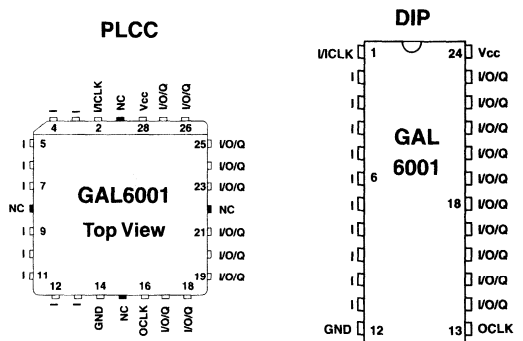 PLCC
I
I
I/ICLK
NC
Vcc
I/O/Q
I/O/Q
4
2
28
26
I 5 25 I/O/Q
I I/O/Q
I 7 23 I/O/Q
NC NC
I 9 21 I/O/Q
I I/O/Q
I 11 19 I/O/Q
GAL6001
Top View
12
14
16
18
I
I
GND
NC
OCLK
I/O/Q
I/O/Q
DIP
I/ICLK 1 24 Vcc
I I/O/Q
I I/O/Q
I I/O/Q
I I/O/Q
I 6 I/O/Q
I 18 I/O/Q
I I/O/Q
I I/O/Q
I I/O/Q
I I/O/Q
GND 12 13 OCLK
GAL
6001